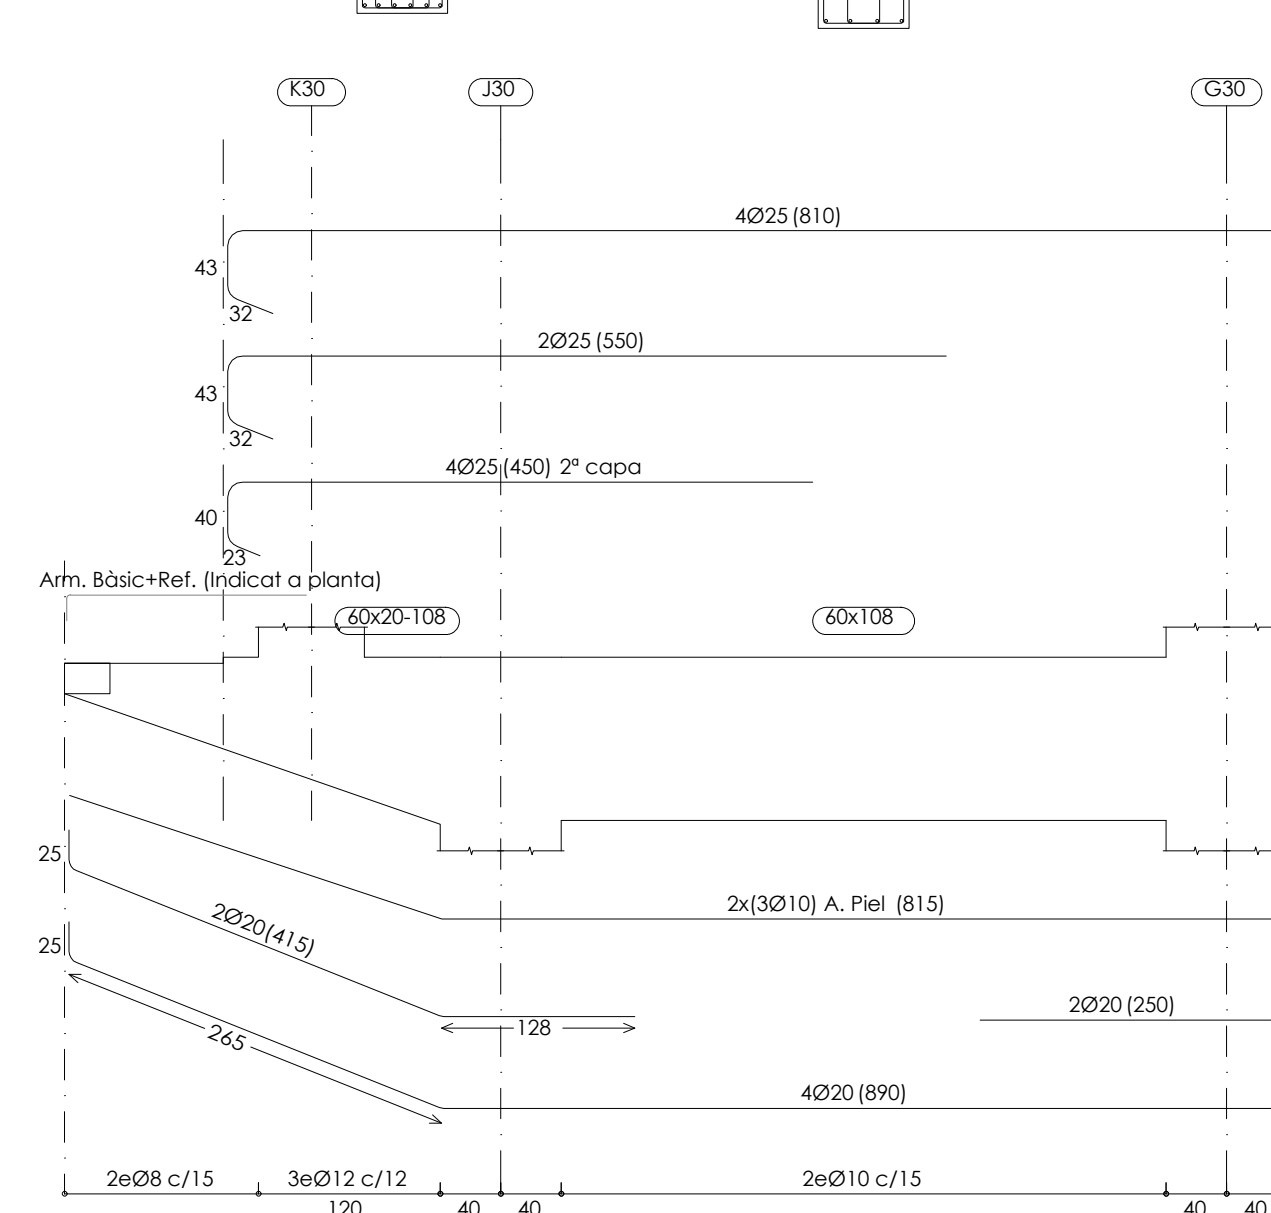 K30
J30
G30
4Ø25 (810)
43
32
2Ø25 (550)
43
32
4Ø25 (450) 2ª capa
40
23
Arm. Bàsic+Ref. (Indicat a planta)
60x20-108
60x108
25
2x(3Ø10) A. Piel (815)
2Ø20 (415)
25
2Ø20 (250)
128
265
4Ø20 (890)
2eØ8 c/15
3eØ12 c/12
2eØ10 c/15
120
40
40
40
40